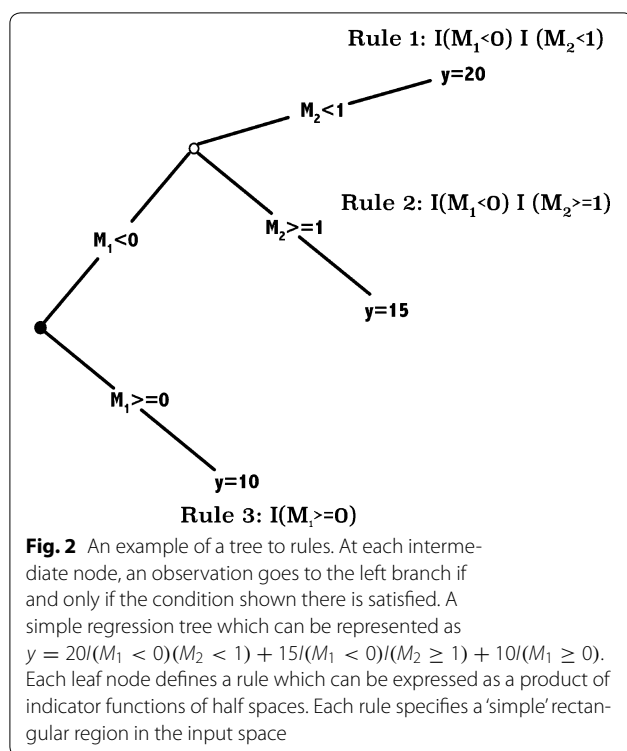 Rule 1: I(M₁<0) I (M₂<1)
y=20
M₂<1
Rule 2: I(M₁<0) I (M₂>=1)
M₂>=1
M₁<0
y=15
M₁>=0
y=10
Rule 3: I(M₁>=0)
Fig. 2 An example of a tree to rules. At each interme-
diate node, an observation goes to the left branch if
and only if the condition shown there is satisfied. A
simple regression tree which can be represented as
y = 20I(M₁ < 0)(M₂ < 1) + 15I(M₁ < 0)I(M₂ ≥ 1) + 10I(M₁ ≥ 0).
Each leaf node defines a rule which can be expressed as a product of
indicator functions of half spaces. Each rule specifies a ‘simple’ rectan-
gular region in the input space